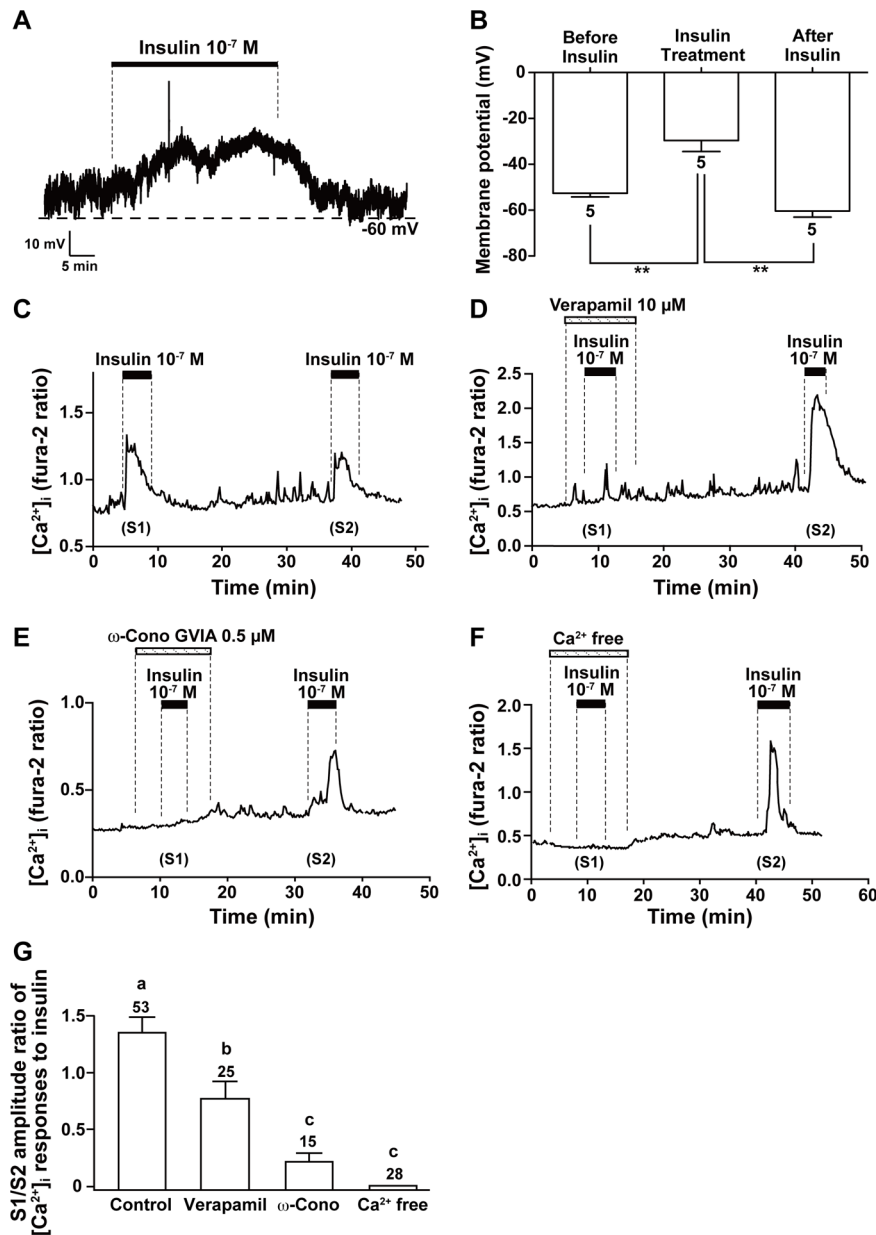 A
Insulin 10⁻⁷ M
-60 mV
10 mV
5 min
B
Before Insulin
Insulin Treatment
After Insulin
Membrane potential (mV)
0
-20
-40
-60
-80
5
5
5
**
**
C
Insulin 10⁻⁷ M
Insulin 10⁻⁷ M
[Ca²⁺]ᵢ (fura-2 ratio)
1.5
1.0
0.5
(S1)
(S2)
0 10 20 30 40 50
Time (min)
D
Verapamil 10 μM
Insulin
10⁻⁷ M
Insulin
10⁻⁷ M
[Ca²⁺]ᵢ (fura-2 ratio)
2.5
2.0
1.5
1.0
0.5
0.0
(S1)
(S2)
0 10 20 30 40 50
Time (min)
E
ω-Cono GVIA 0.5 μM
Insulin
10⁻⁷ M
Insulin
10⁻⁷ M
[Ca²⁺]ᵢ (fura-2 ratio)
1.0
0.5
0.0
(S1)
(S2)
0 10 20 30 40 50
Time (min)
F
Ca²⁺ free
Insulin
10⁻⁷ M
Insulin
10⁻⁷ M
[Ca²⁺]ᵢ (fura-2 ratio)
2.0
1.5
1.0
0.5
0.0
(S1)
(S2)
0 10 20 30 40 50 60
Time (min)
G
S1/S2 amplitude ratio of
[Ca²⁺]ᵢ responses to insulin
1.5
1.0
0.5
0
a
53
b
25
c
15
c
28
Control Verapamil ω-Cono Ca²⁺ free